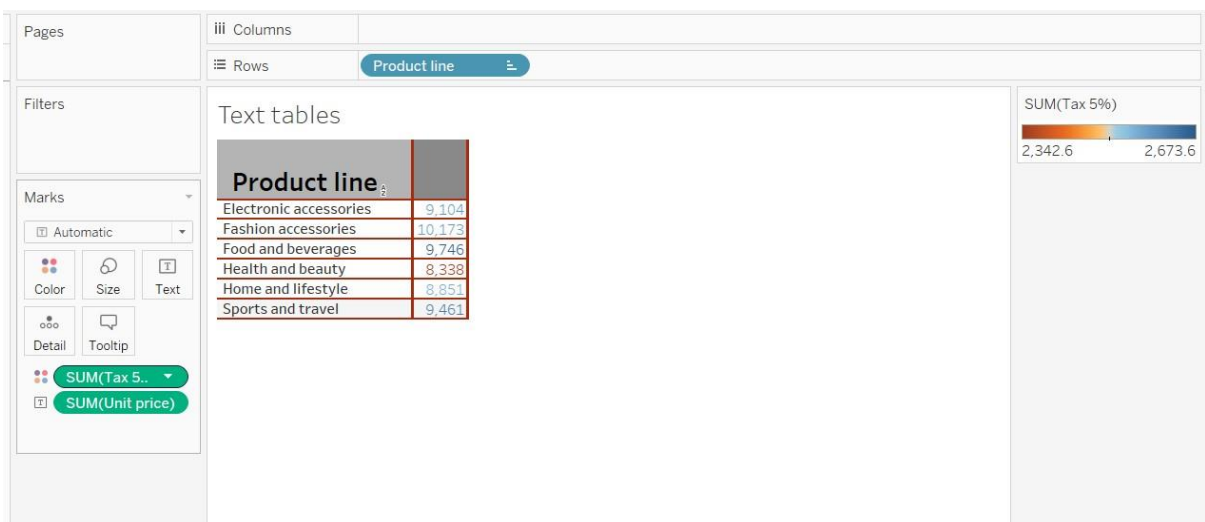 Pages
iii Columns
Rows Product line
Filters
Text tables
Product line
Electronic accessories 9,104
Fashion accessories 10,173
Food and beverages 9,746
Health and beauty 8,338
Home and lifestyle 8,851
Sports and travel 9,461
SUM(Tax 5%)
2,342.6 2,673.6
Marks
T Automatic
Color Size T Text
Detail Tooltip
SUM(Tax 5..
T SUM(Unit price)